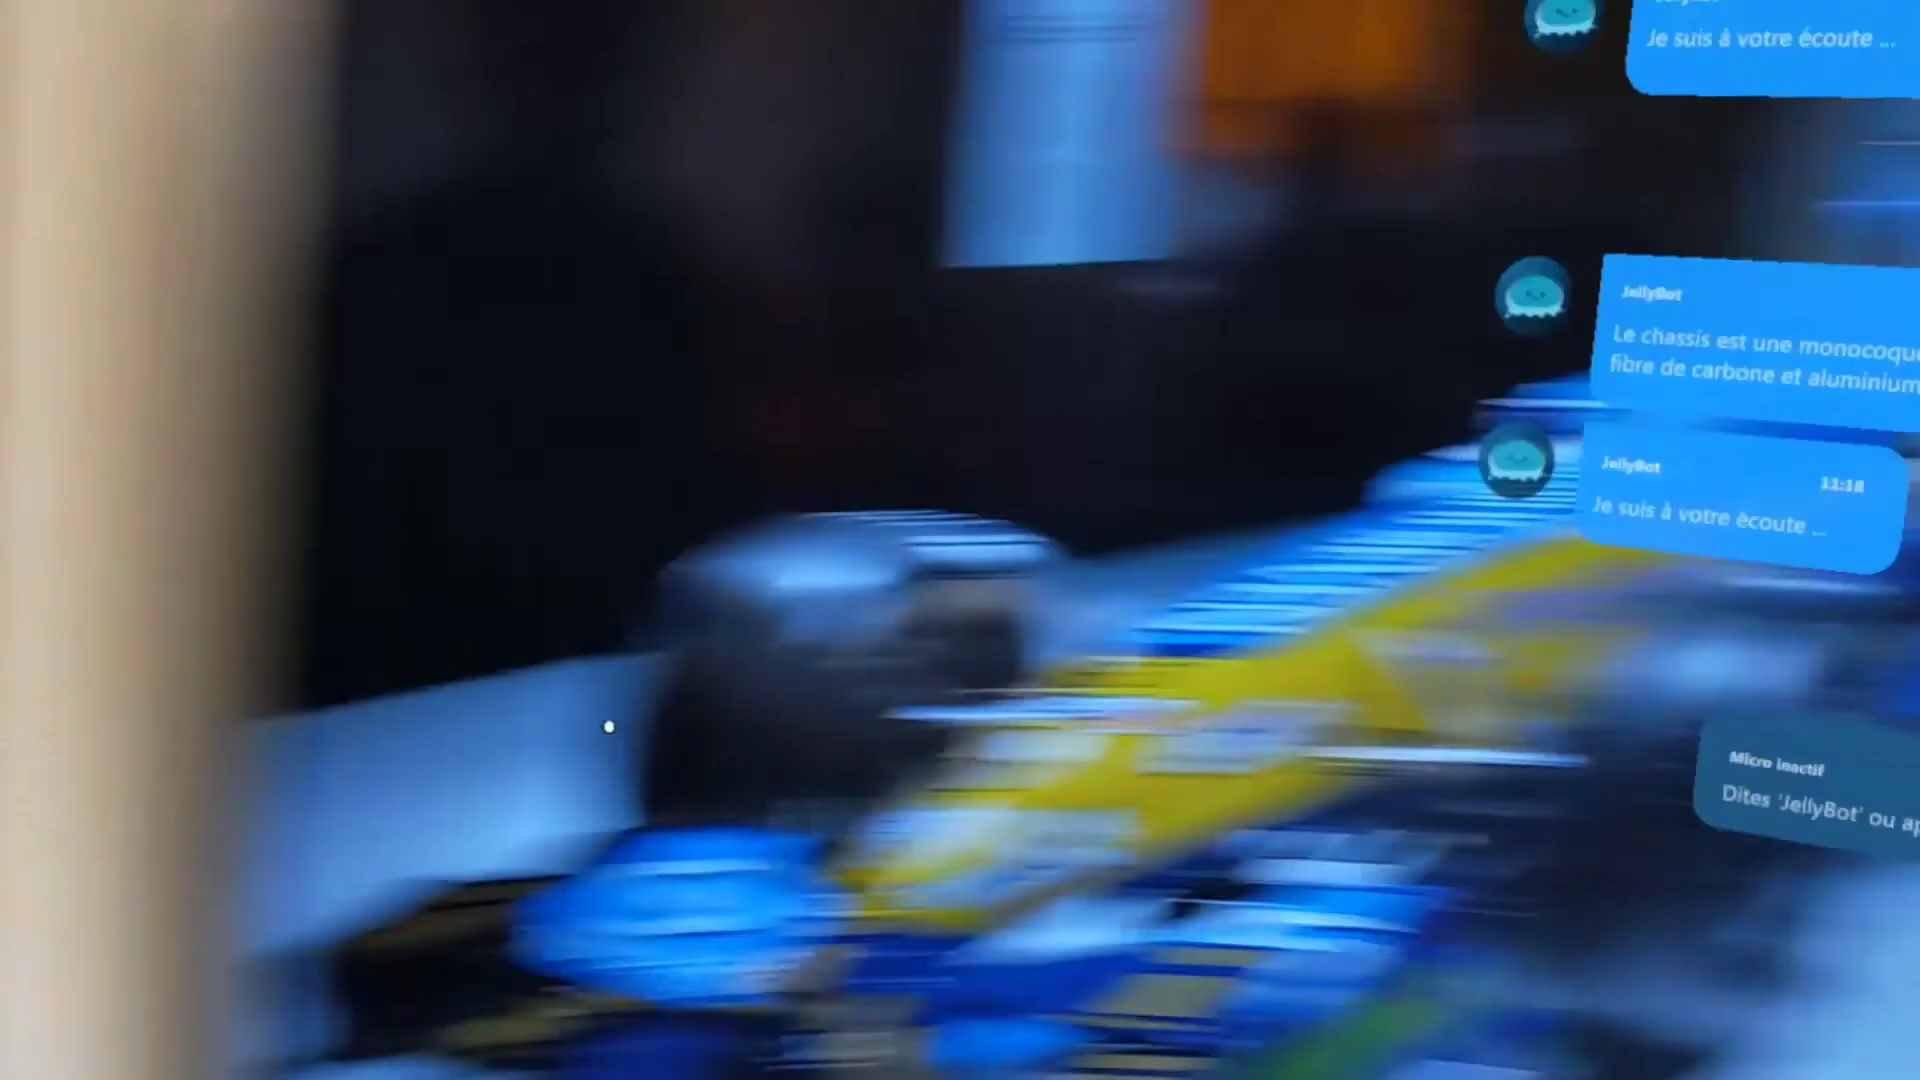 Je suis à votre écoute ...
JellyBot
Le chassis est une monocoque
fibre de carbone et aluminium
JellyBot 11:18
Je suis à votre écoute ...
Micro inactif
Dites 'JellyBot' ou